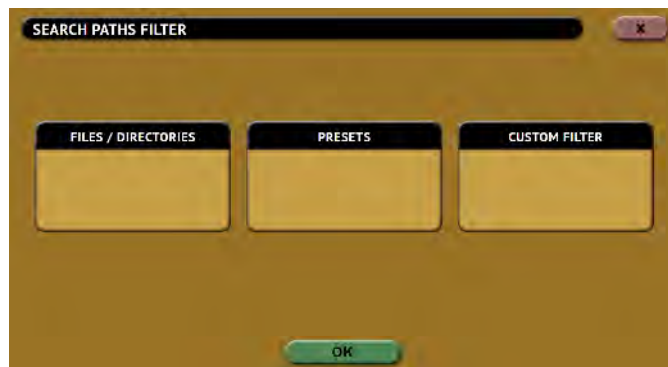 SEARCH PATHS FILTER
X
FILES / DIRECTORIES
PRESETS
CUSTOM FILTER
OK